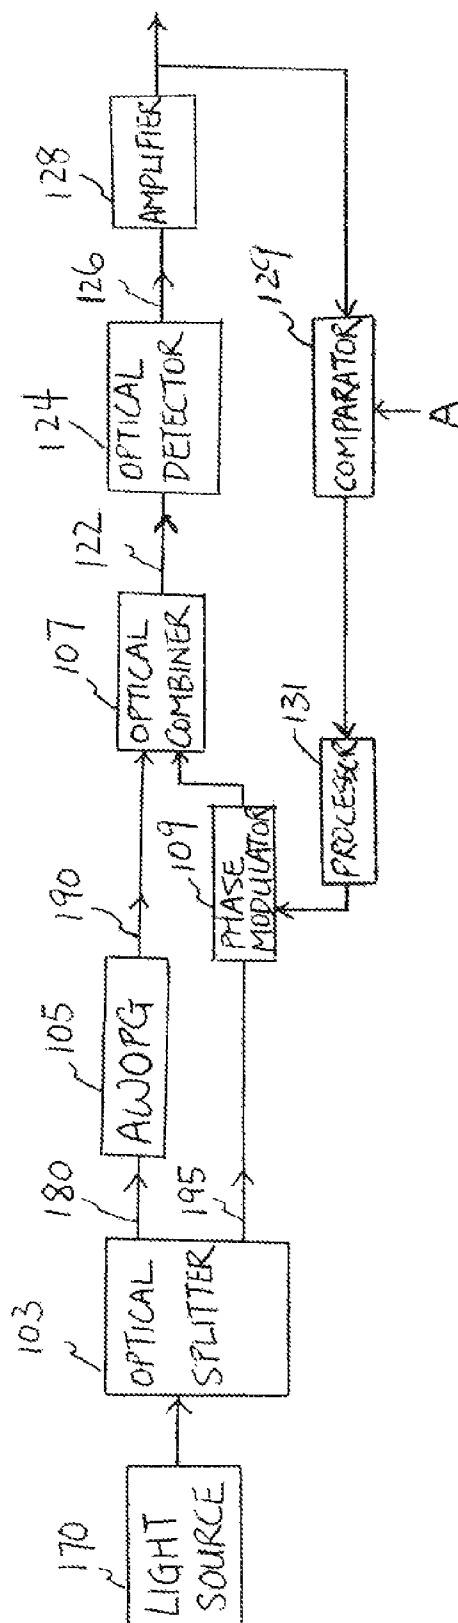 170
LIGHT
SOURCE
103
OPTICAL
SPLITTER
180
195
105
AWOPG
190
109
PHASE
MODULATOR
107
OPTICAL
COMBINER
122
124
OPTICAL
DETECTOR
126
128
AMPLIFIER
129
COMPARATOR
A
131
PROCESSOR